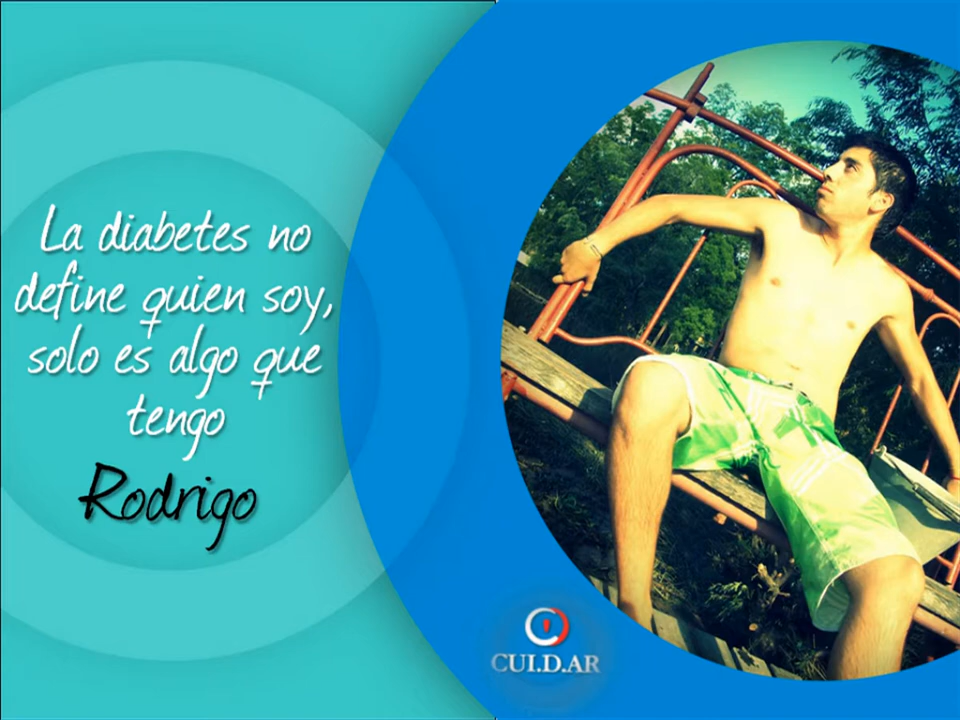 La diabetes no
define quien soy,
solo es algo que
tengo
Rodrigo
CUI.D.AR